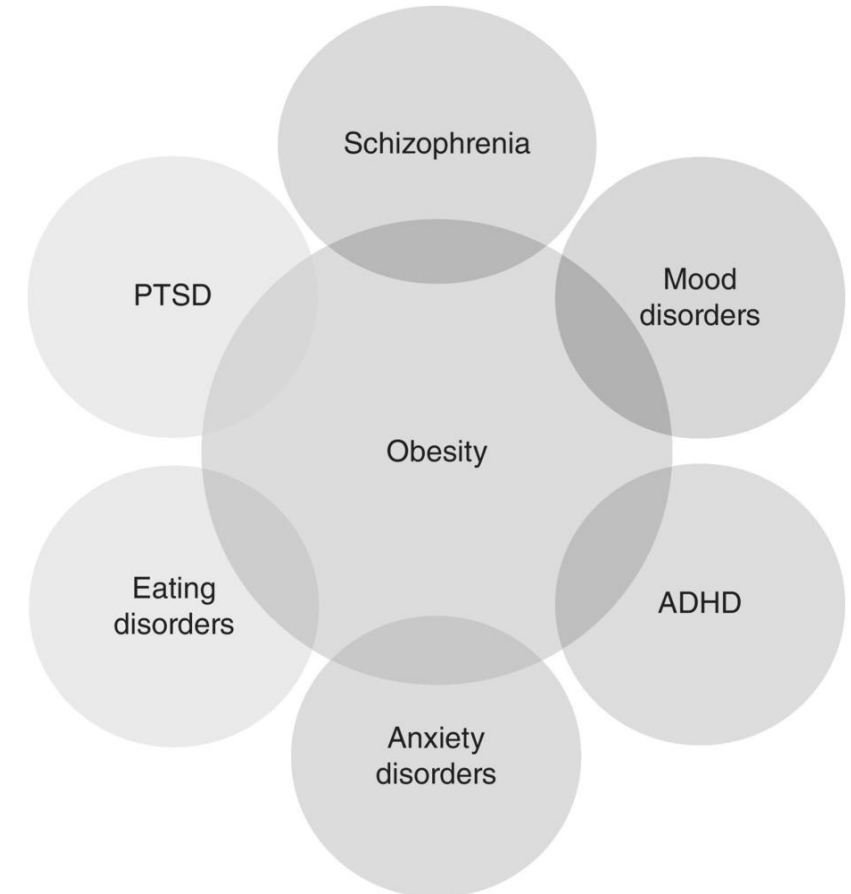 Schizophrenia
Mood
disorders
PTSD
Obesity
Eating
disorders
ADHD
Anxiety
disorders